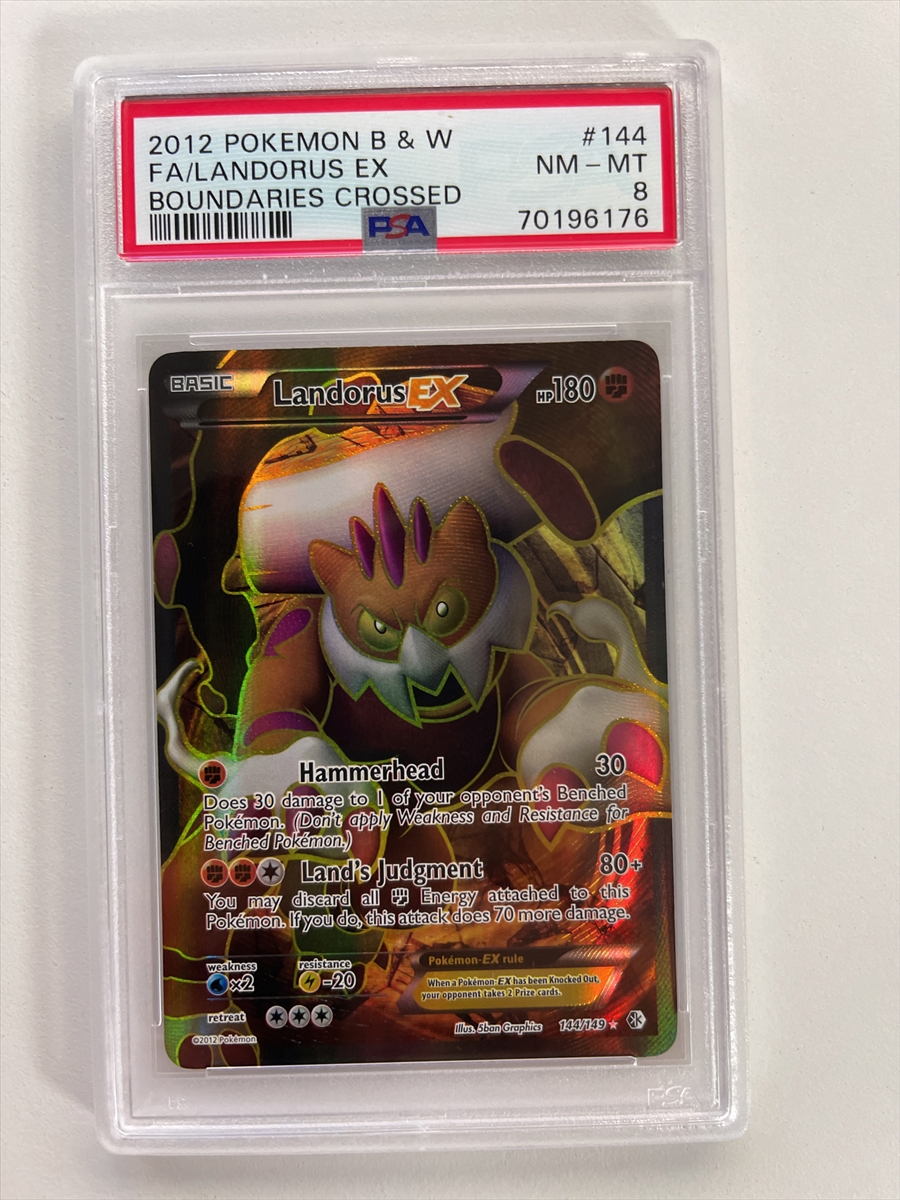 2012 POKEMON B & W #144
FA/LANDORUS EX NM - MT
BOUNDARIES CROSSED 8
PSA 70196176
BASIC Landorus EX HP180
Hammerhead 30
Does 30 damage to 1 of your opponent's Benched
Pokémon. (Don't apply Weakness and Resistance for
Benched Pokémon.)
Land's Judgment 80+
You may discard all Energy attached to this
Pokémon. If you do, this attack does 70 more damage.
weakness resistance
×2 -20
retreat
Pokémon-EX rule
When a Pokémon-EX has been Knocked Out,
your opponent takes 2 Prize cards.
Illus. 5ban Graphics 144/149
©2012 Pokémon
PSA